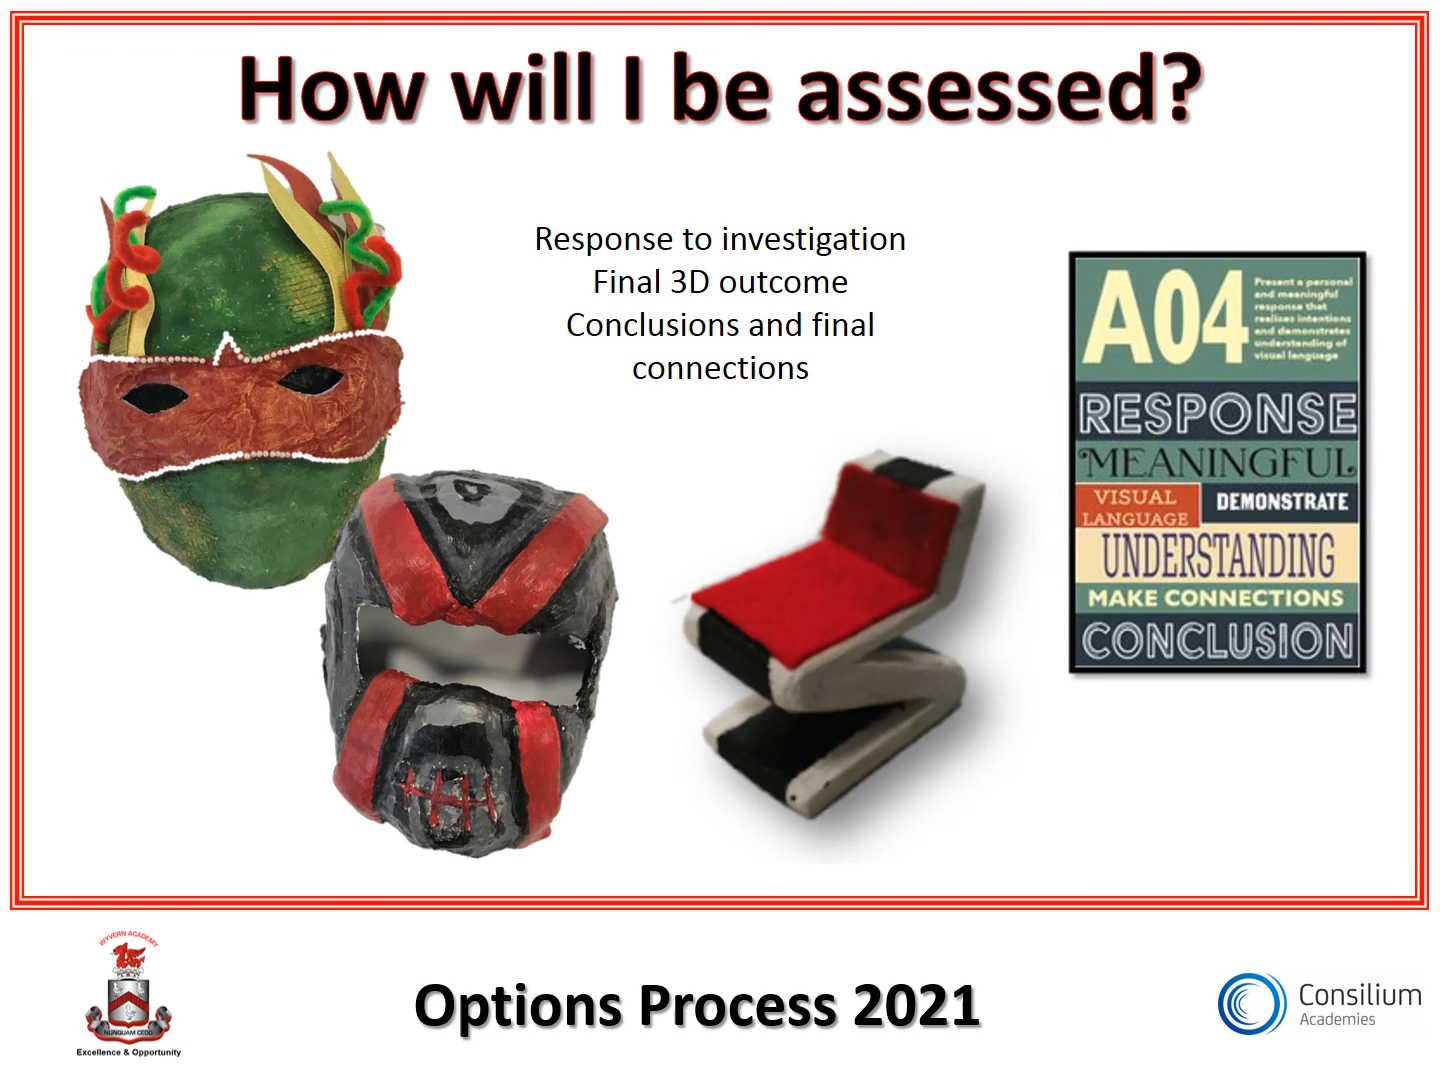 How will I be assessed?
Response to investigation
Final 3D outcome
Conclusions and final
connections
A04
Present a personal
and meaningful
response that
realises intentions
and demonstrates
understanding of
visual language
RESPONSE
MEANINGFUL
VISUAL
LANGUAGE
DEMONSTRATE
UNDERSTANDING
MAKE CONNECTIONS
CONCLUSION
WYVERN ACADEMY
NUNQUAM CEDO
Excellence & Opportunity
Options Process 2021
Consilium
Academies